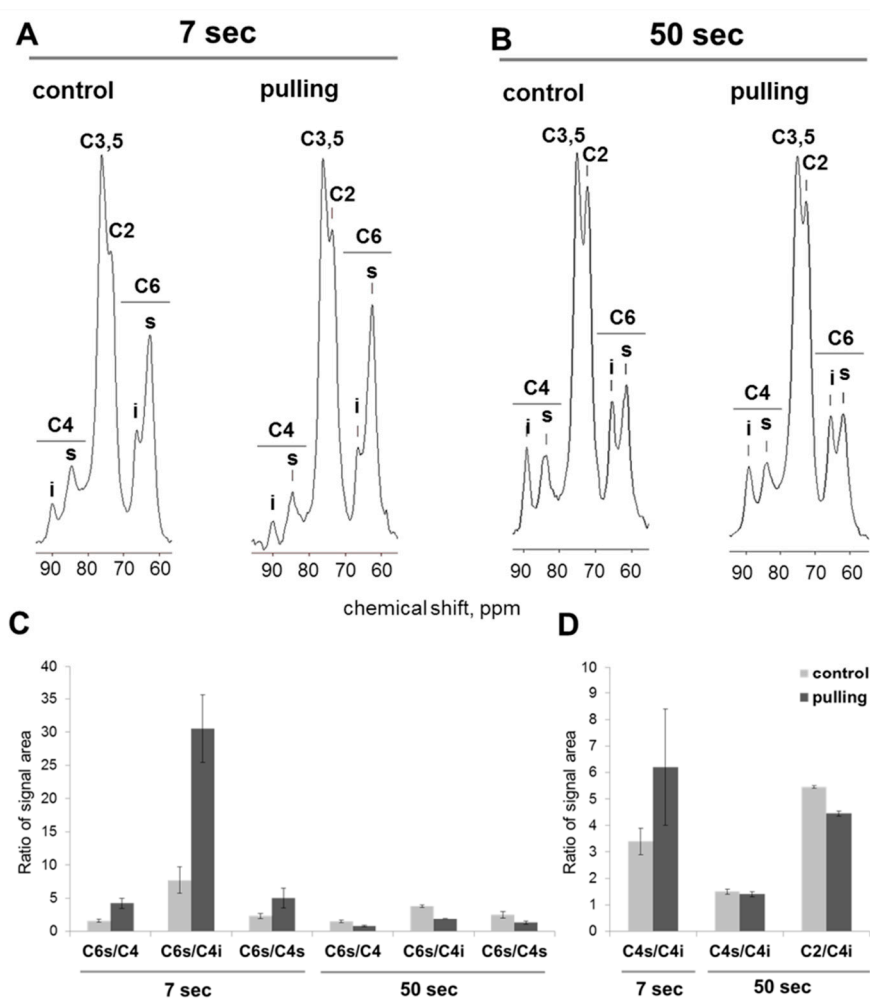 A
7 sec
control
pulling
C3,5
C2
C6
s
i
C4
s
i
90 80 70 60
C3,5
C2
C6
s
i
C4
s
i
90 80 70 60
B
50 sec
control
pulling
C3,5
C2
C6
i
s
C4
i
s
90 80 70 60
C3,5
C2
C6
i
s
C4
i
s
90 80 70 60
chemical shift, ppm
C
Ratio of signal area
40
35
30
25
20
15
10
5
0
C6s/C4 C6s/C4i C6s/C4s C6s/C4 C6s/C4i C6s/C4s
7 sec 50 sec
D
Ratio of signal area
10
9
8
7
6
5
4
3
2
1
0
control
pulling
C4s/C4i C4s/C4i C2/C4i
7 sec 50 sec